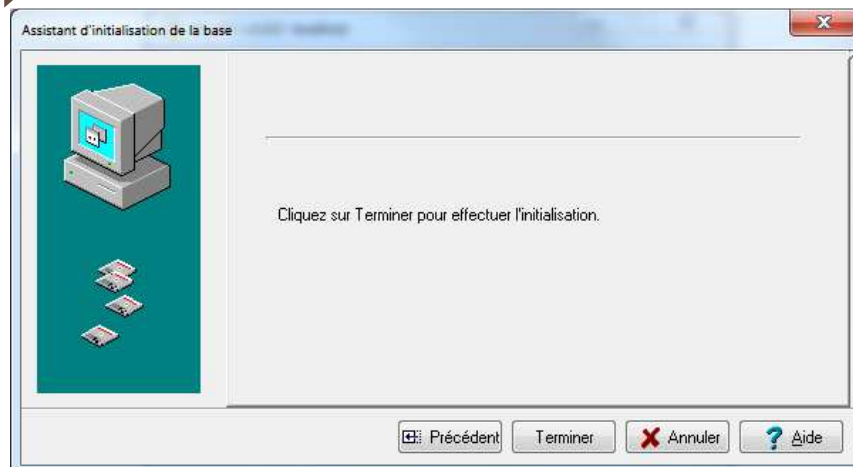 Assistant d'initialisation de la base
Cliquez sur Terminer pour effectuer l'initialisation.
Précédent Terminer Annuler Aide